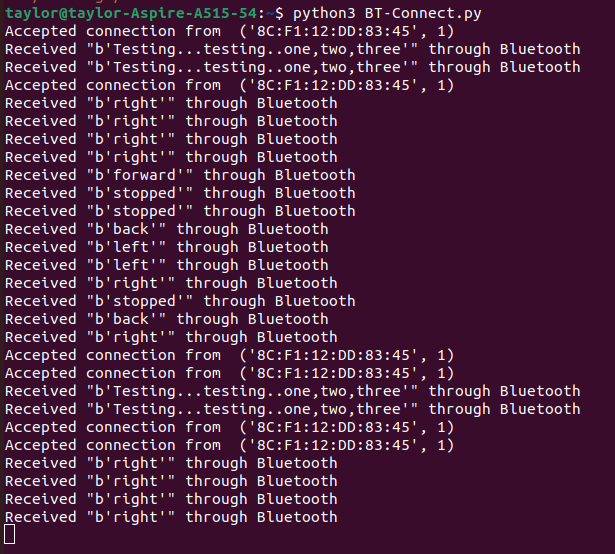 taylor@taylor-Aspire-A515-54:~$ python3 BT-Connect.py
Accepted connection from  ('8C:F1:12:DD:83:45', 1)
Received "b'Testing...testing..one,two,three'" through Bluetooth
Received "b'Testing...testing..one,two,three'" through Bluetooth
Accepted connection from  ('8C:F1:12:DD:83:45', 1)
Received "b'right'" through Bluetooth
Received "b'right'" through Bluetooth
Received "b'right'" through Bluetooth
Received "b'right'" through Bluetooth
Received "b'forward'" through Bluetooth
Received "b'stopped'" through Bluetooth
Received "b'stopped'" through Bluetooth
Received "b'back'" through Bluetooth
Received "b'left'" through Bluetooth
Received "b'left'" through Bluetooth
Received "b'right'" through Bluetooth
Received "b'stopped'" through Bluetooth
Received "b'back'" through Bluetooth
Received "b'right'" through Bluetooth
Accepted connection from  ('8C:F1:12:DD:83:45', 1)
Accepted connection from  ('8C:F1:12:DD:83:45', 1)
Received "b'Testing...testing..one,two,three'" through Bluetooth
Received "b'Testing...testing..one,two,three'" through Bluetooth
Accepted connection from  ('8C:F1:12:DD:83:45', 1)
Accepted connection from  ('8C:F1:12:DD:83:45', 1)
Received "b'right'" through Bluetooth
Received "b'right'" through Bluetooth
Received "b'right'" through Bluetooth
Received "b'right'" through Bluetooth